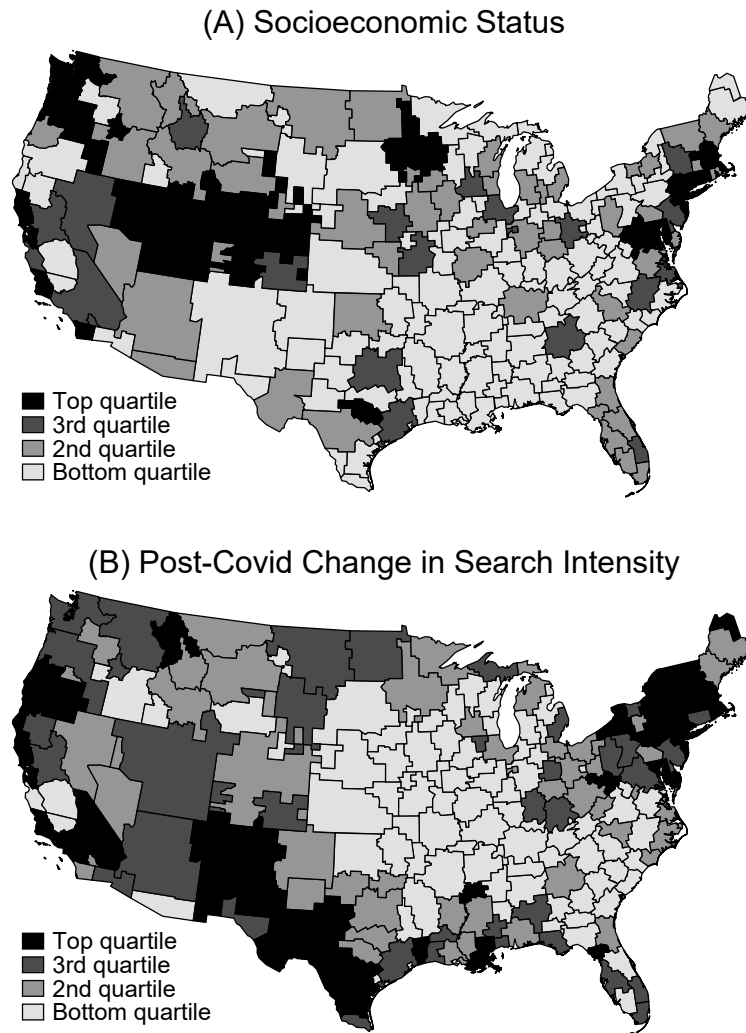 (A) Socioeconomic Status
Top quartile
3rd quartile
2nd quartile
Bottom quartile
(B) Post-Covid Change in Search Intensity
Top quartile
3rd quartile
2nd quartile
Bottom quartile